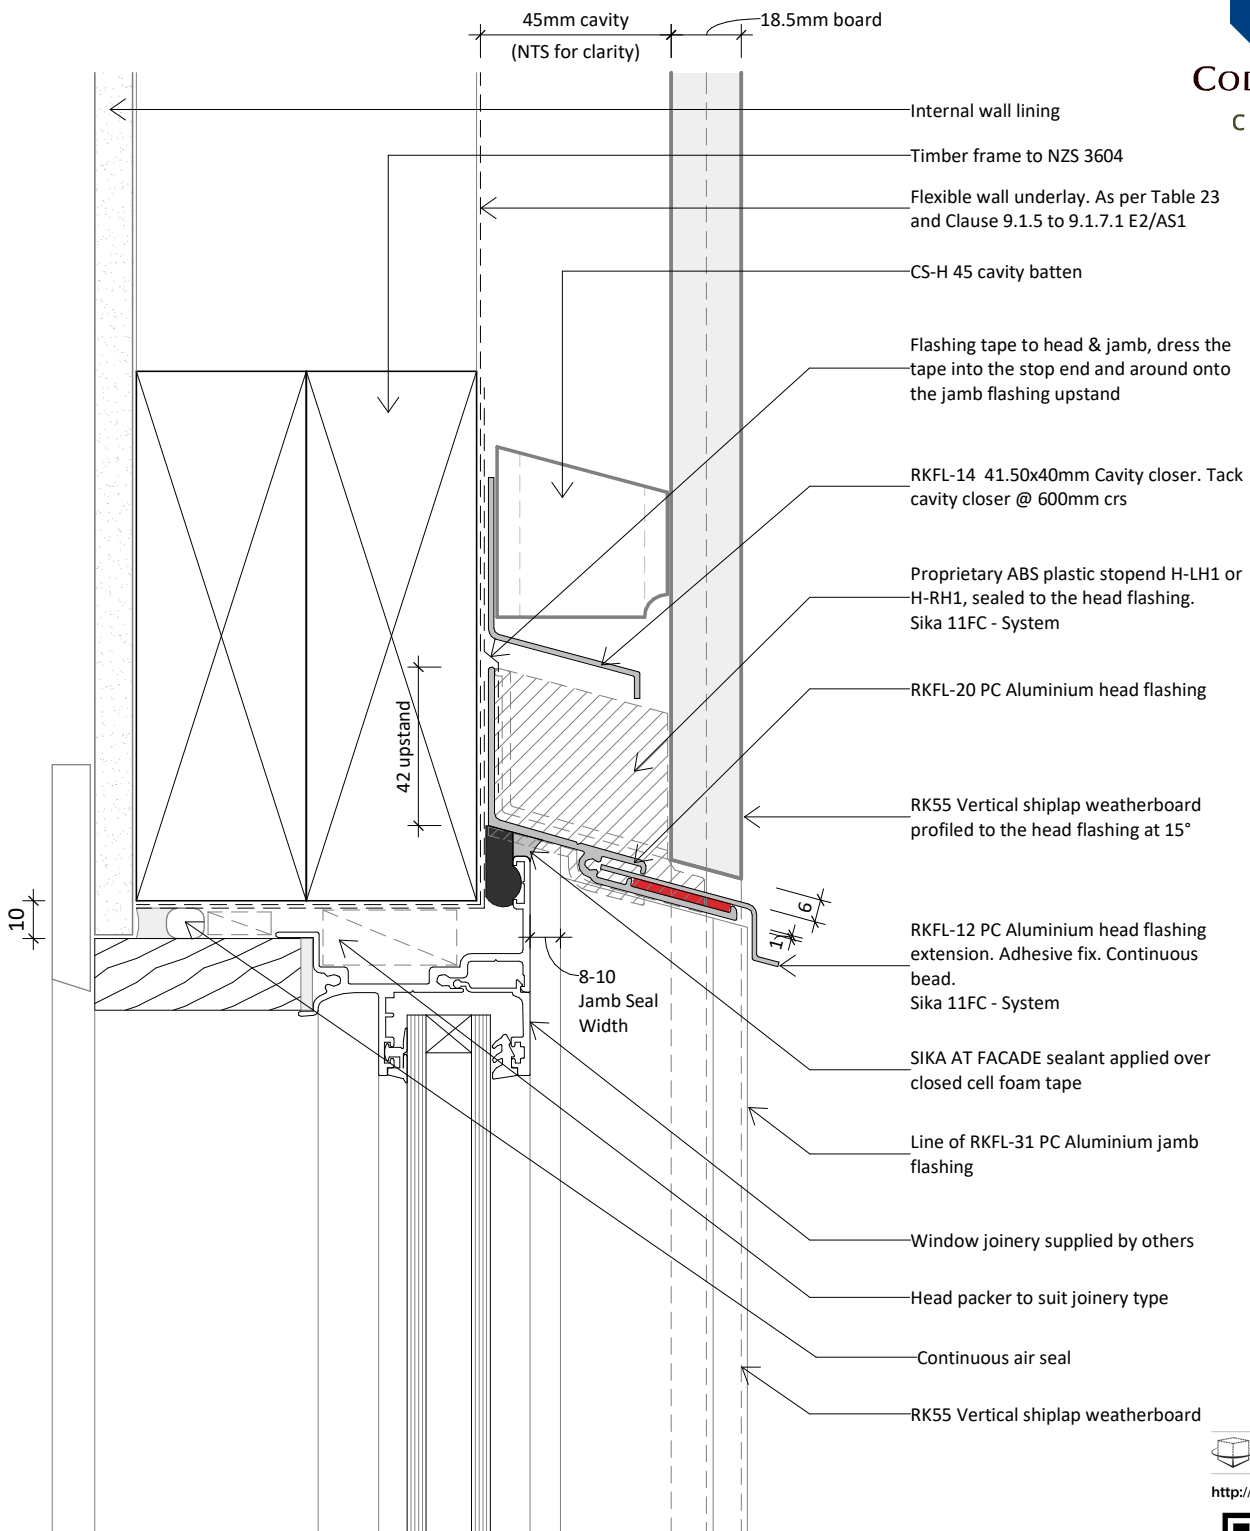 45mm cavity
(NTS for clarity)
18.5mm board
Internal wall lining
Timber frame to NZS 3604
Flexible wall underlay. As per Table 23
and Clause 9.1.5 to 9.1.7.1 E2/AS1
CS-H 45 cavity batten
Flashing tape to head & jamb, dress the
tape into the stop end and around onto
the jamb flashing upstand
RKFL-14 41.50x40mm Cavity closer. Tack
cavity closer @ 600mm crs
Proprietary ABS plastic stopend H-LH1 or
H-RH1, sealed to the head flashing.
Sika 11FC - System
RKFL-20 PC Aluminium head flashing
42 upstand
RK55 Vertical shiplap weatherboard
profiled to the head flashing at 15°
10
6
1
RKFL-12 PC Aluminium head flashing
extension. Adhesive fix. Continuous
bead.
Sika 11FC - System
8-10
Jamb Seal
Width
SIKA AT FACADE sealant applied over
closed cell foam tape
Line of RKFL-31 PC Aluminium jamb
flashing
Window joinery supplied by others
Head packer to suit joinery type
Continuous air seal
RK55 Vertical shiplap weatherboard
http://